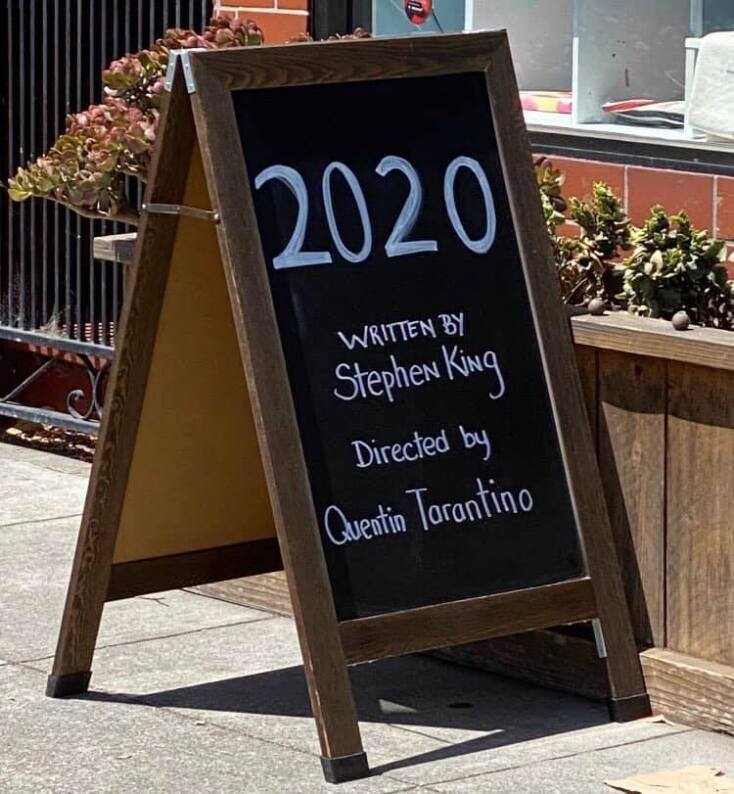 2020
WRITTEN BY
Stephen King
Directed by
Quentin Tarantino